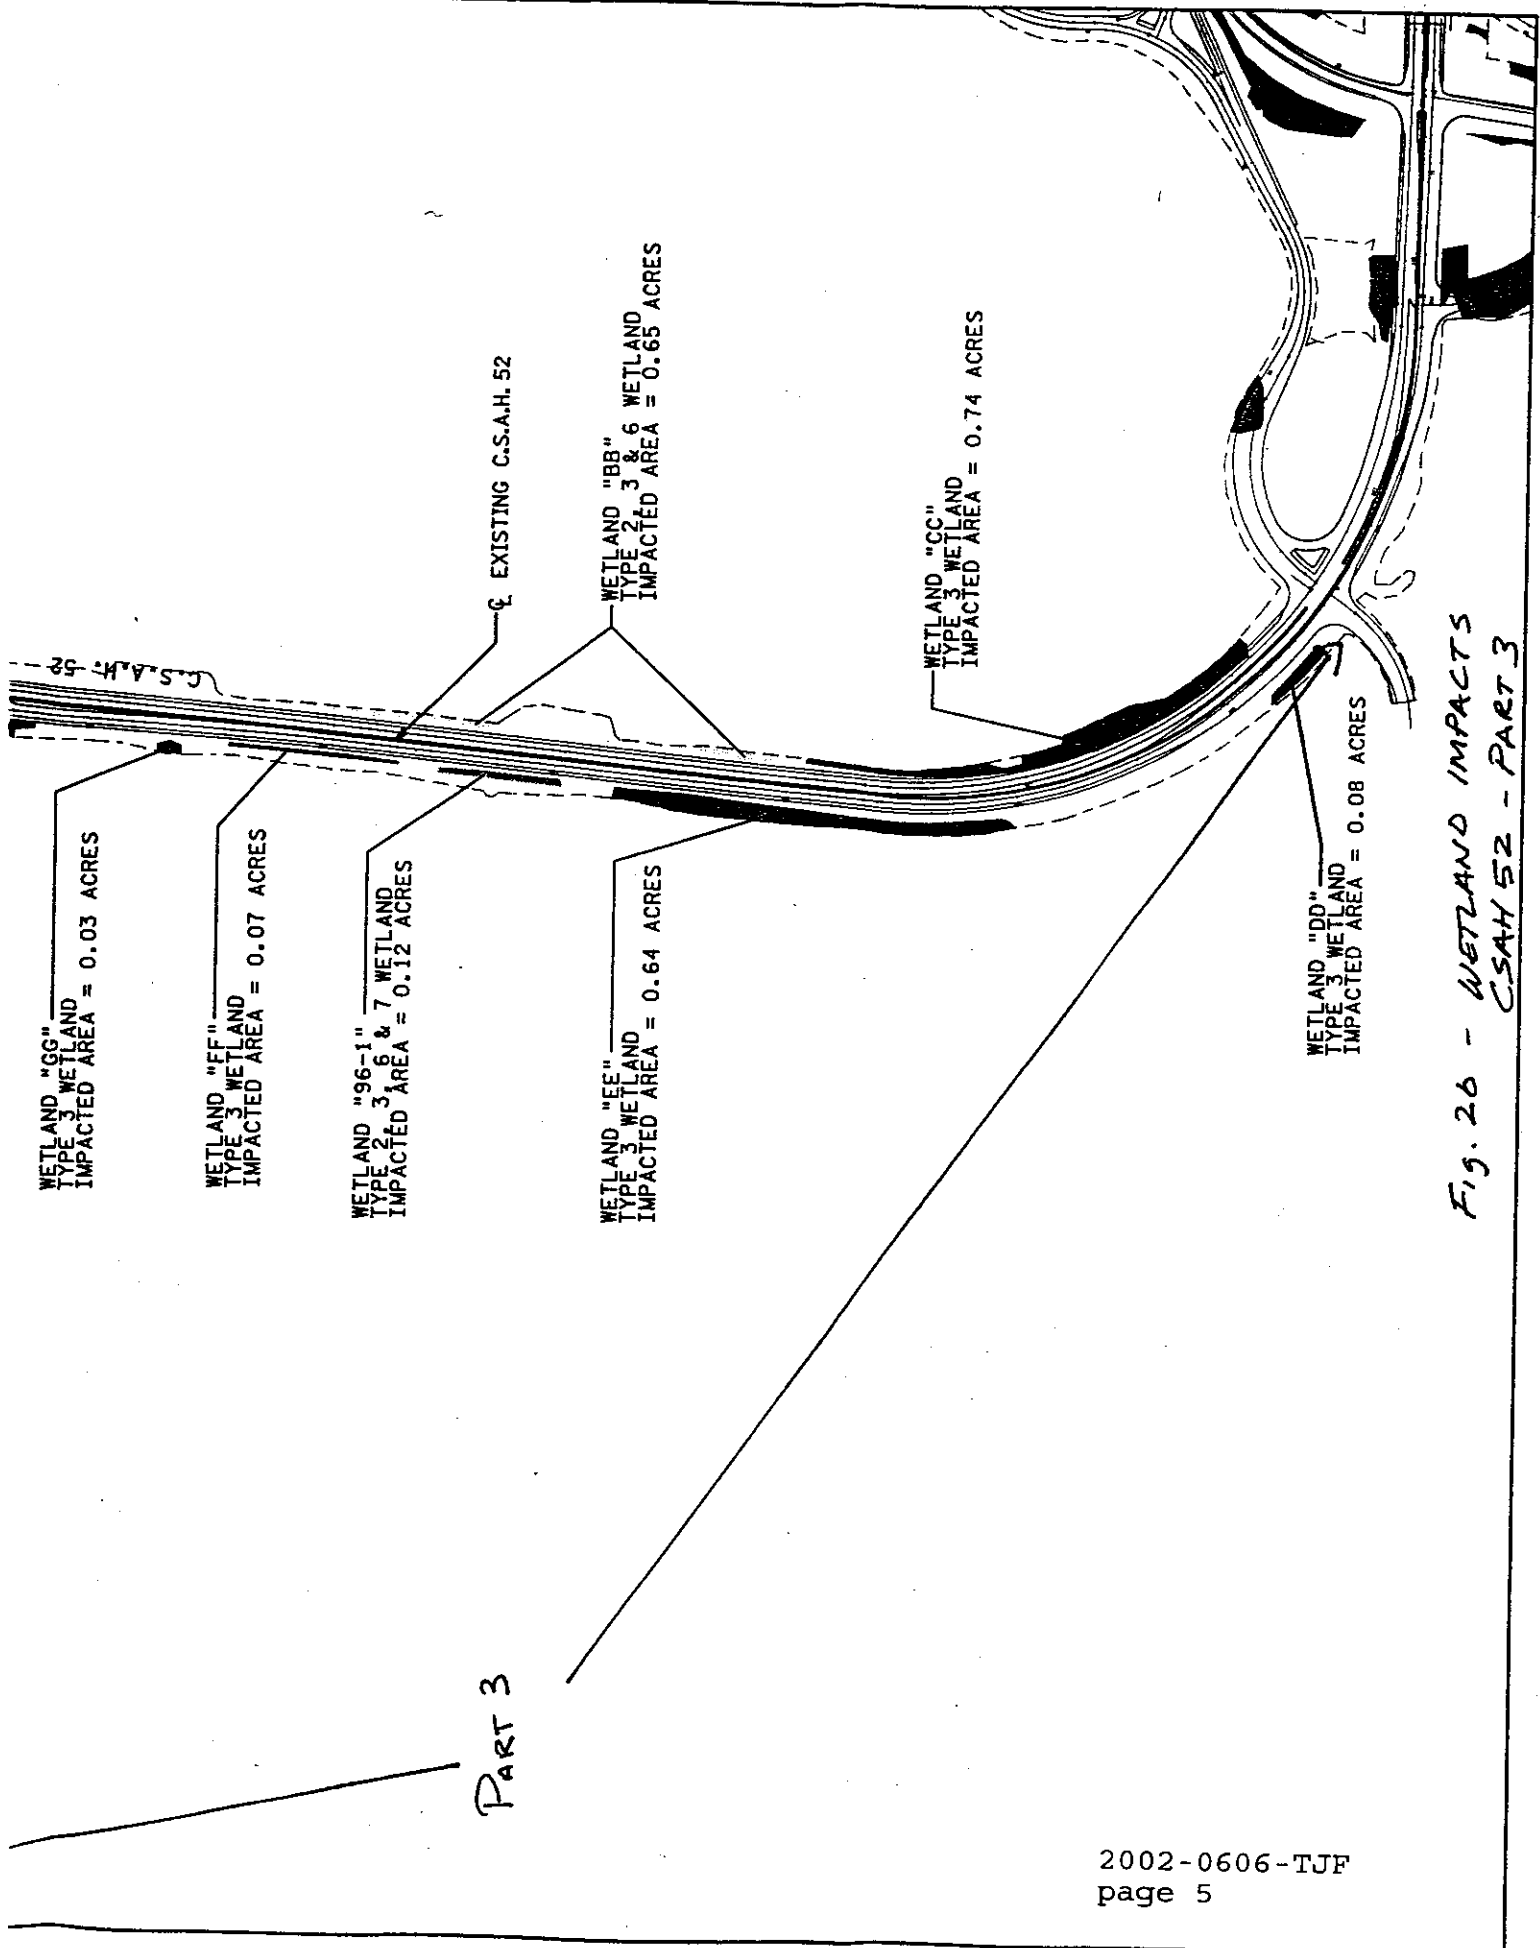 WETLAND "GG"
TYPE 3 WETLAND
IMPACTED AREA = 0.03 ACRES
WETLAND "FF"
TYPE 3 WETLAND
IMPACTED AREA = 0.07 ACRES
WETLAND "96-1"
TYPE 2, 3, 6 & 7 WETLAND
IMPACTED AREA = 0.12 ACRES
WETLAND "EE"
TYPE 3 WETLAND
IMPACTED AREA = 0.64 ACRES
C.S.A.H. 52
℄ EXISTING C.S.A.H. 52
WETLAND "BB"
TYPE 2, 3 & 6 WETLAND
IMPACTED AREA = 0.65 ACRES
WETLAND "CC"
TYPE 3 WETLAND
IMPACTED AREA = 0.74 ACRES
WETLAND "DD"
TYPE 3 WETLAND
IMPACTED AREA = 0.08 ACRES
PART 3
Fig. 2b - WETLAND IMPACTS
CSAH 52 - PART 3
2002-0606-TJF
page 5